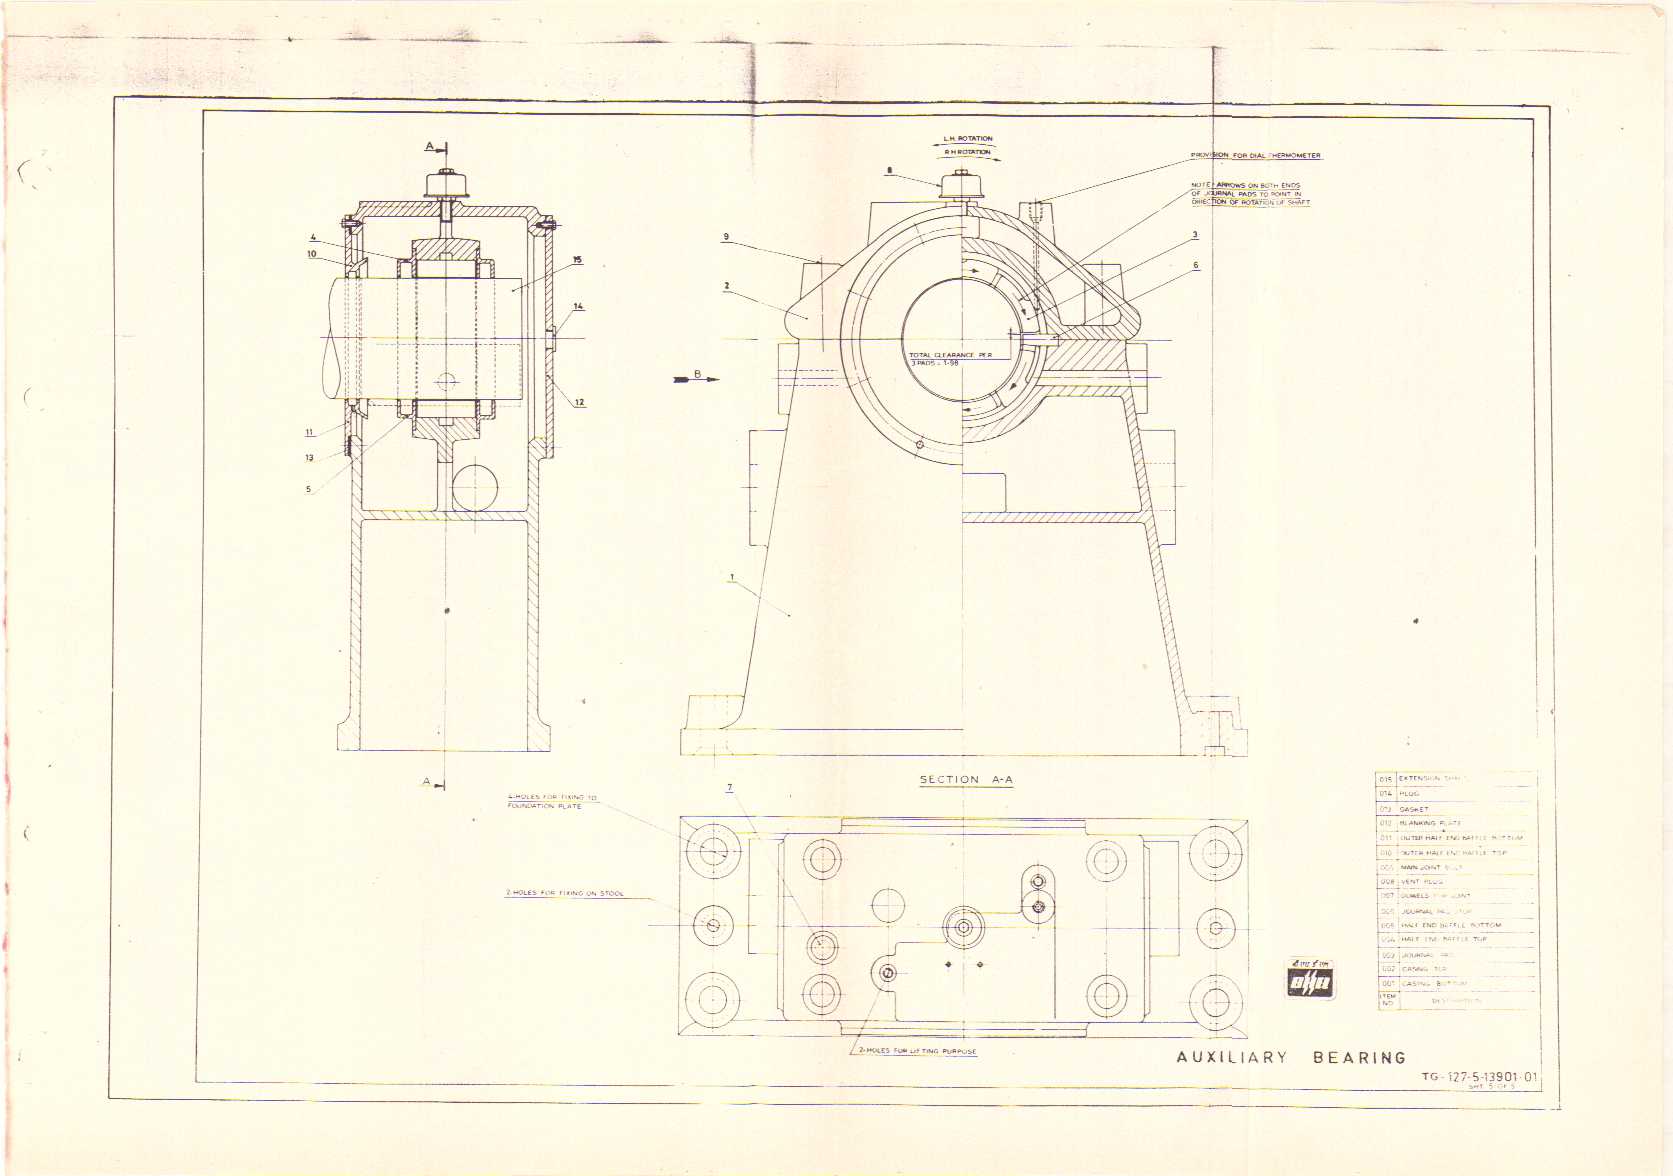 A
4
10
15
14
12
11
13
5
A
L.H. ROTATION
R H ROTATION
PROVISION FOR DIAL THERMOMETER
NOTE:- ARROWS ON BOTH ENDS
OF JOURNAL PADS TO POINT IN
DIRECTION OF ROTATION OF SHAFT
8
9
2
3
6
TOTAL CLEARANCE PER
3 PADS - 1·98
B
1
SECTION A-A
7
4-HOLES FOR FIXING TO
FOUNDATION PLATE
2-HOLES FOR FIXING ON STOOL
2-HOLES FOR LIFTING PURPOSE
015 EXTENSION
014 PLUG
013 GASKET
012 BLANKING PLATE
011 OUTER HALF END BAFFLE BOTTOM
010 OUTER HALF END BAFFLE TOP
009 MAIN JOINT BOLT
008 VENT PLUG
007 DOWELS FOR JOINT
006 JOURNAL PAD STOP
005 HALF END BAFFLE BOTTOM
004 HALF END BAFFLE TOP
003 JOURNAL PAD
002 CASING TOP
001 CASING BOTTOM
ITEM NO. DESCRIPTION
AUXILIARY BEARING
TG-127-5-13901-01
SHT. 5 OF 5